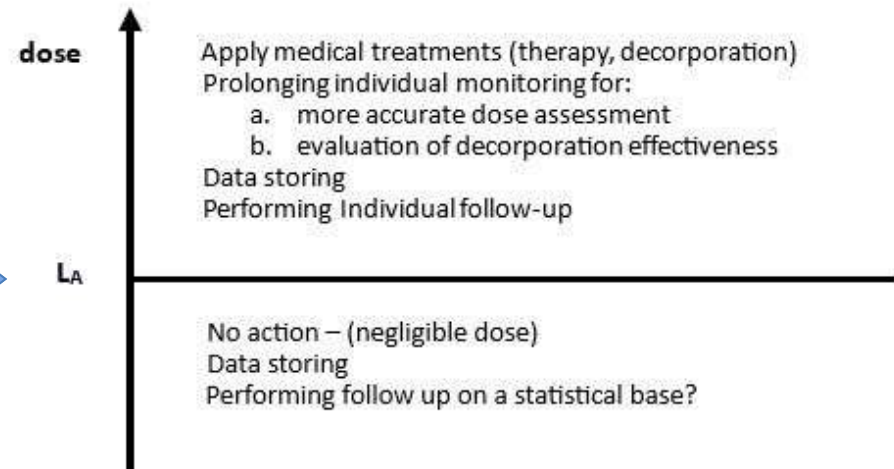 dose
Apply medical treatments (therapy, decorporation)
Prolonging individual monitoring for:
a. more accurate dose assessment
b. evaluation of decorporation effectiveness
Data storing
Performing Individual follow-up
LA
No action – (negligible dose)
Data storing
Performing follow up on a statistical base?